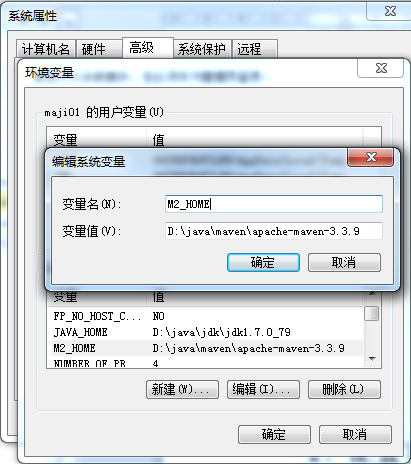 系统属性
计算机名 硬件 高级 系统保护 远程
环境变量
maji01 的用户变量(U)
变量 值
编辑系统变量
变量名(N): M2_HOME
变量值(V): D:\java\maven\apache-maven-3.3.9
确定 取消
变量 值
FP_NO_HOST_C... NO
JAVA_HOME D:\java\jdk\jdk1.7.0_79
M2_HOME D:\java\maven\apache-maven-3.3.9
NUMBER_OF_PR 4
新建(W)... 编辑(I)... 删除(L)
确定 取消